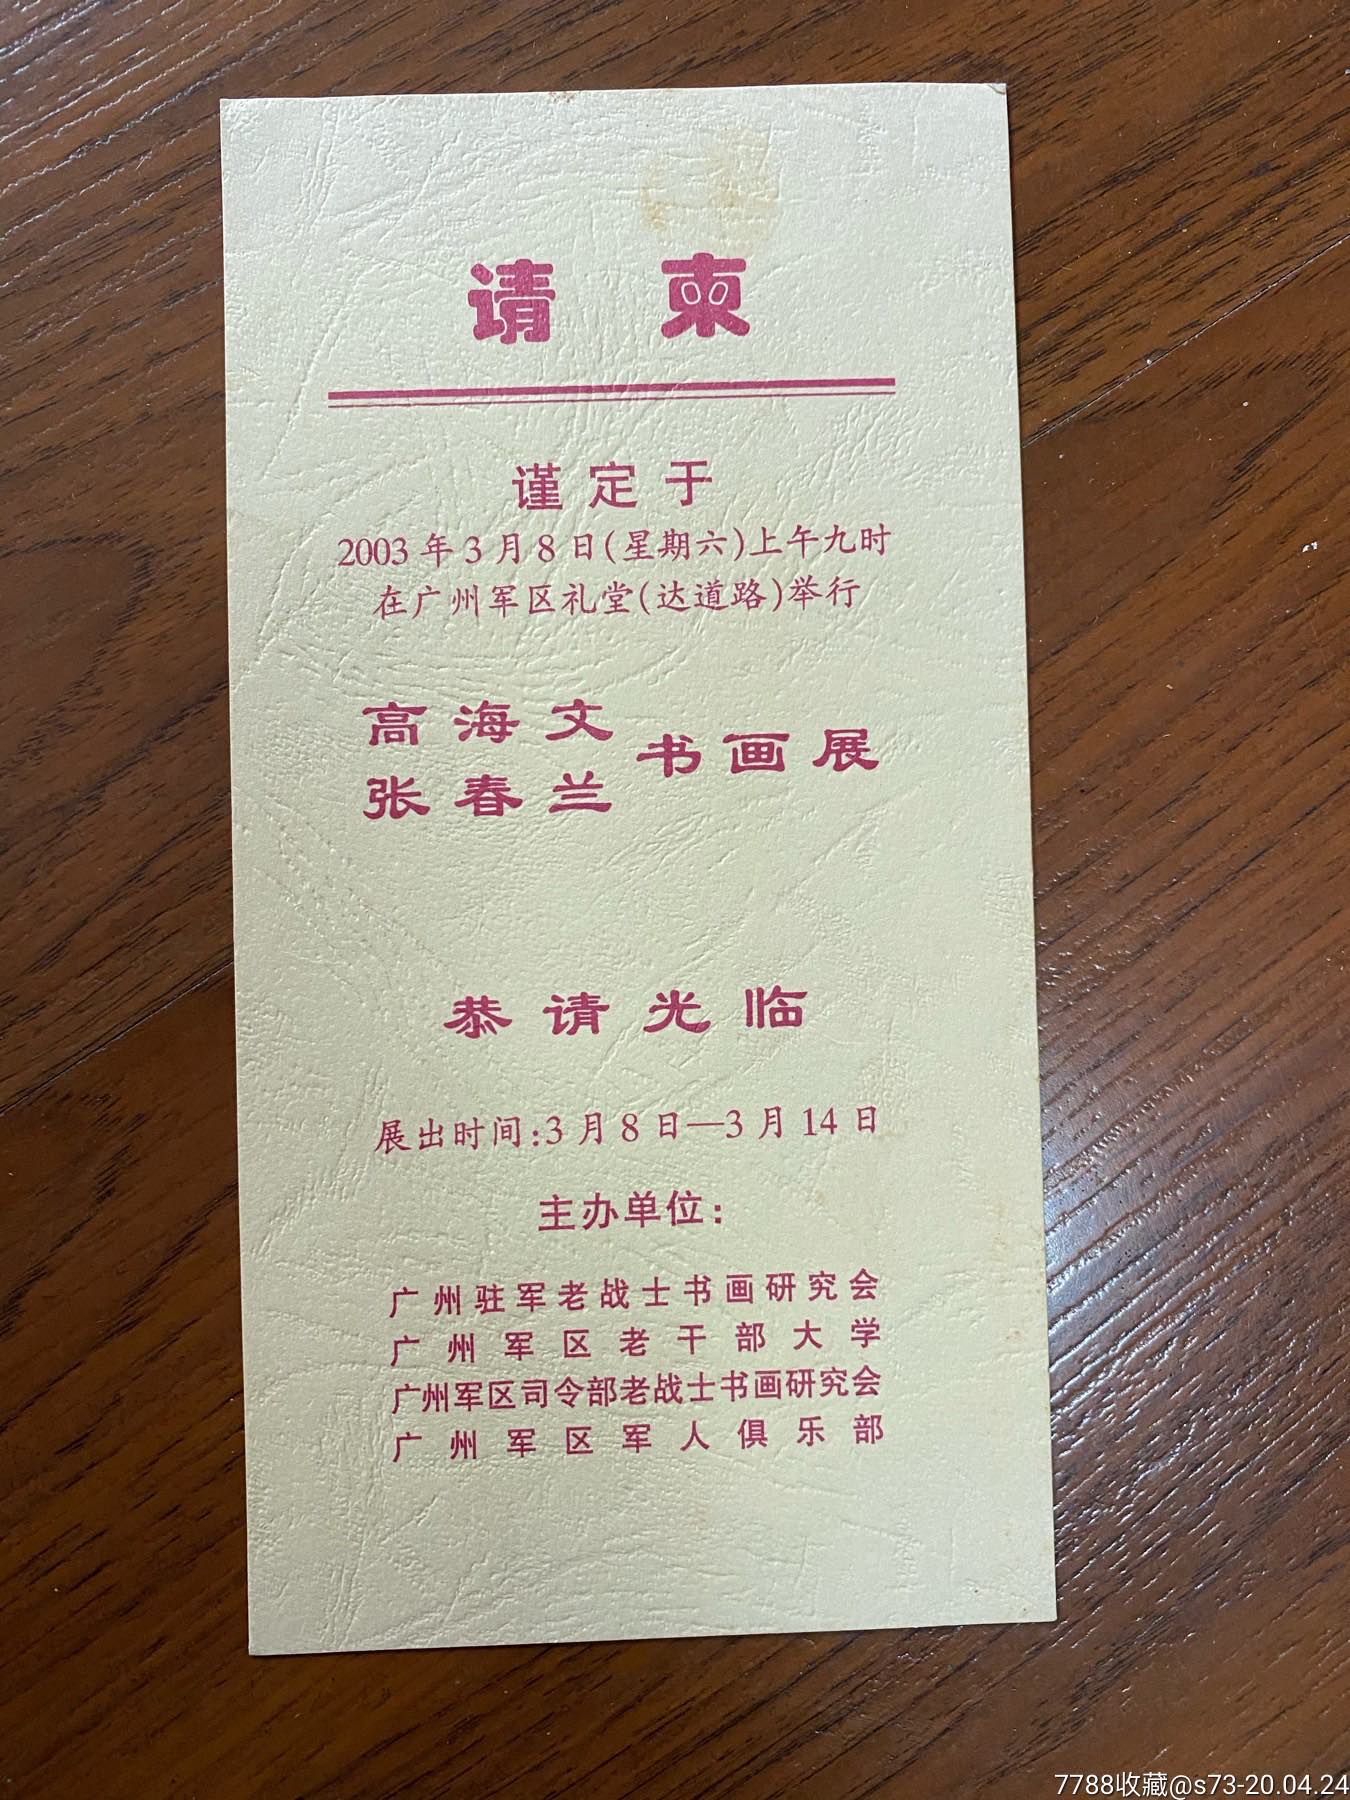 请柬
谨定于
2003年3月8日(星期六)上午九时
在广州军区礼堂(达道路)举行
高海文
张春兰
书画展
恭请光临
展出时间:3月8日—3月14日
主办单位:
广州驻军老战士书画研究会
广州军区老干部大学
广州军区司令部老战士书画研究会
广州军区军人俱乐部
7788收藏@s73-20.04.24